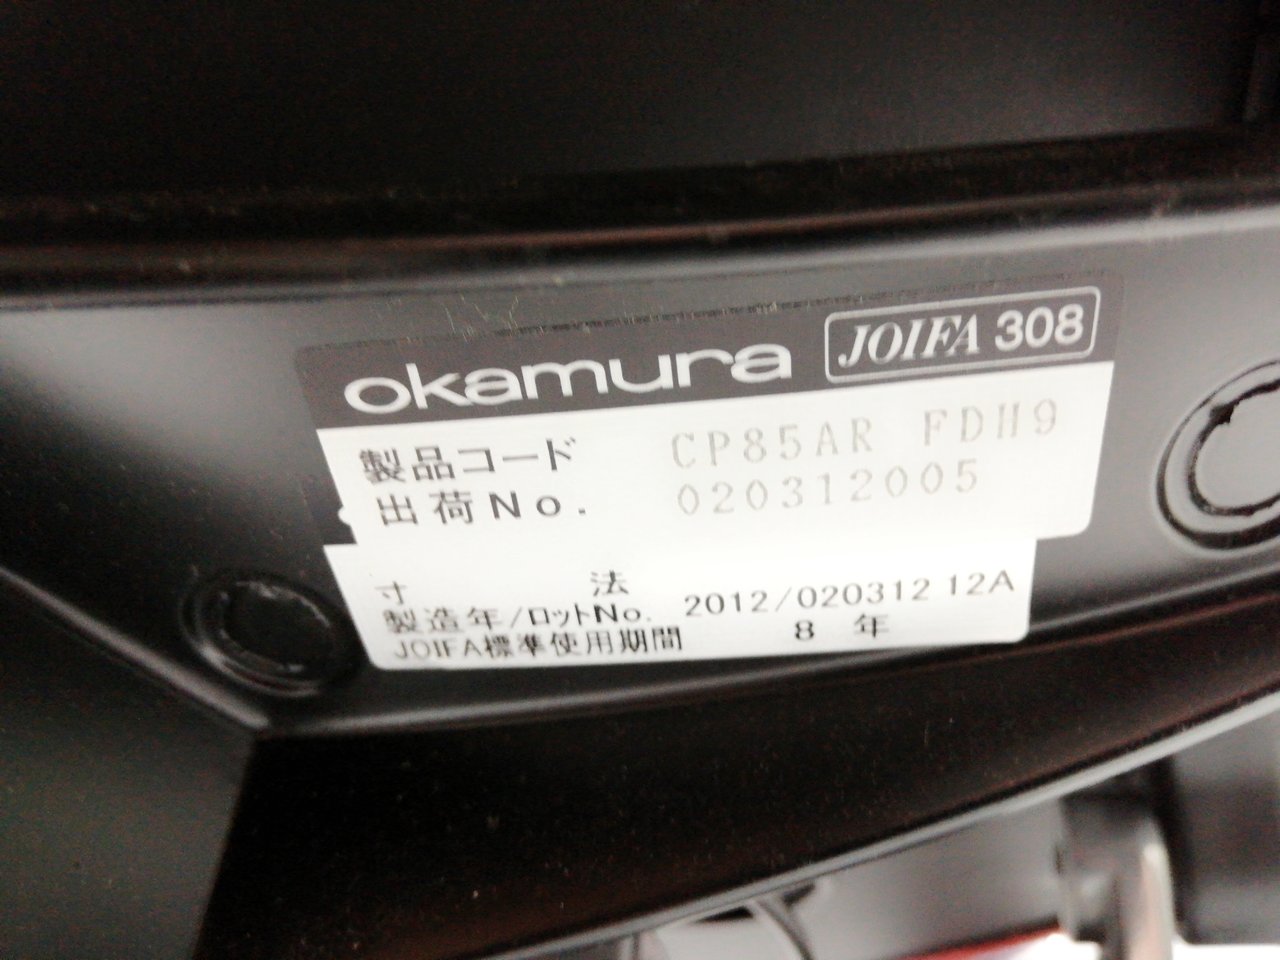 okamura JOIFA 308
製品コード CP85AR FDH9
出荷No. 020312005
寸 法
製造年/ロットNo. 2012/020312 12A
JOIFA標準使用期間 8 年